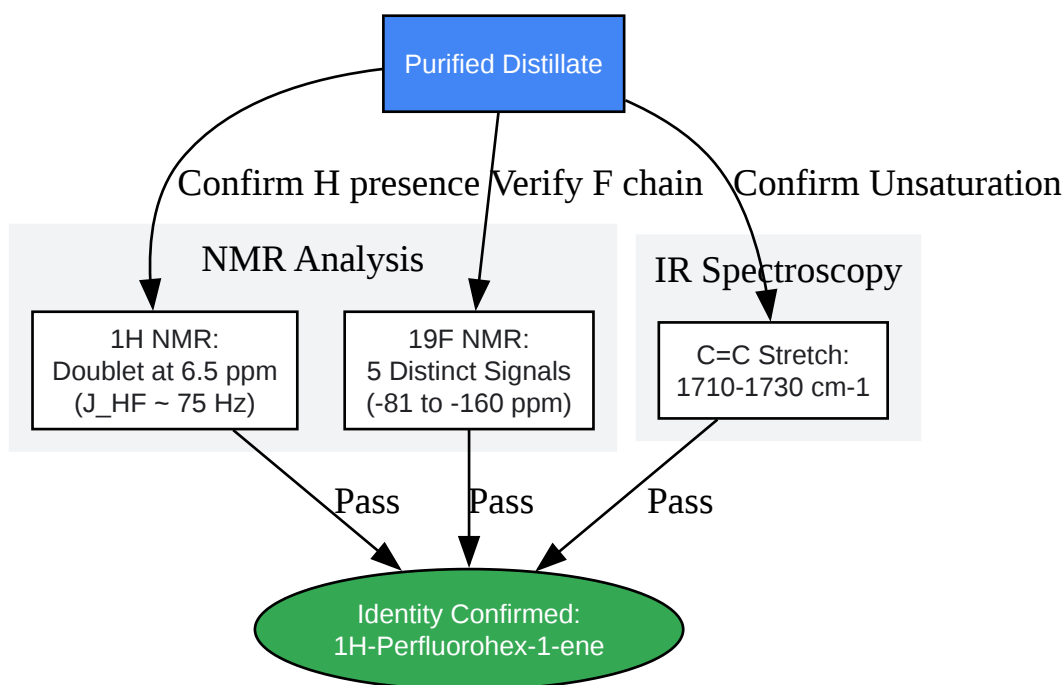 Purified Distillate
Confirm H presence
Verify F chain
Confirm Unsaturation
NMR Analysis
IR Spectroscopy
1H NMR:
Doublet at 6.5 ppm
(J_HF ~ 75 Hz)
19F NMR:
5 Distinct Signals
(-81 to -160 ppm)
C=C Stretch:
1710-1730 cm-1
Pass
Pass
Pass
Identity Confirmed:
1H-Perfluorohex-1-ene